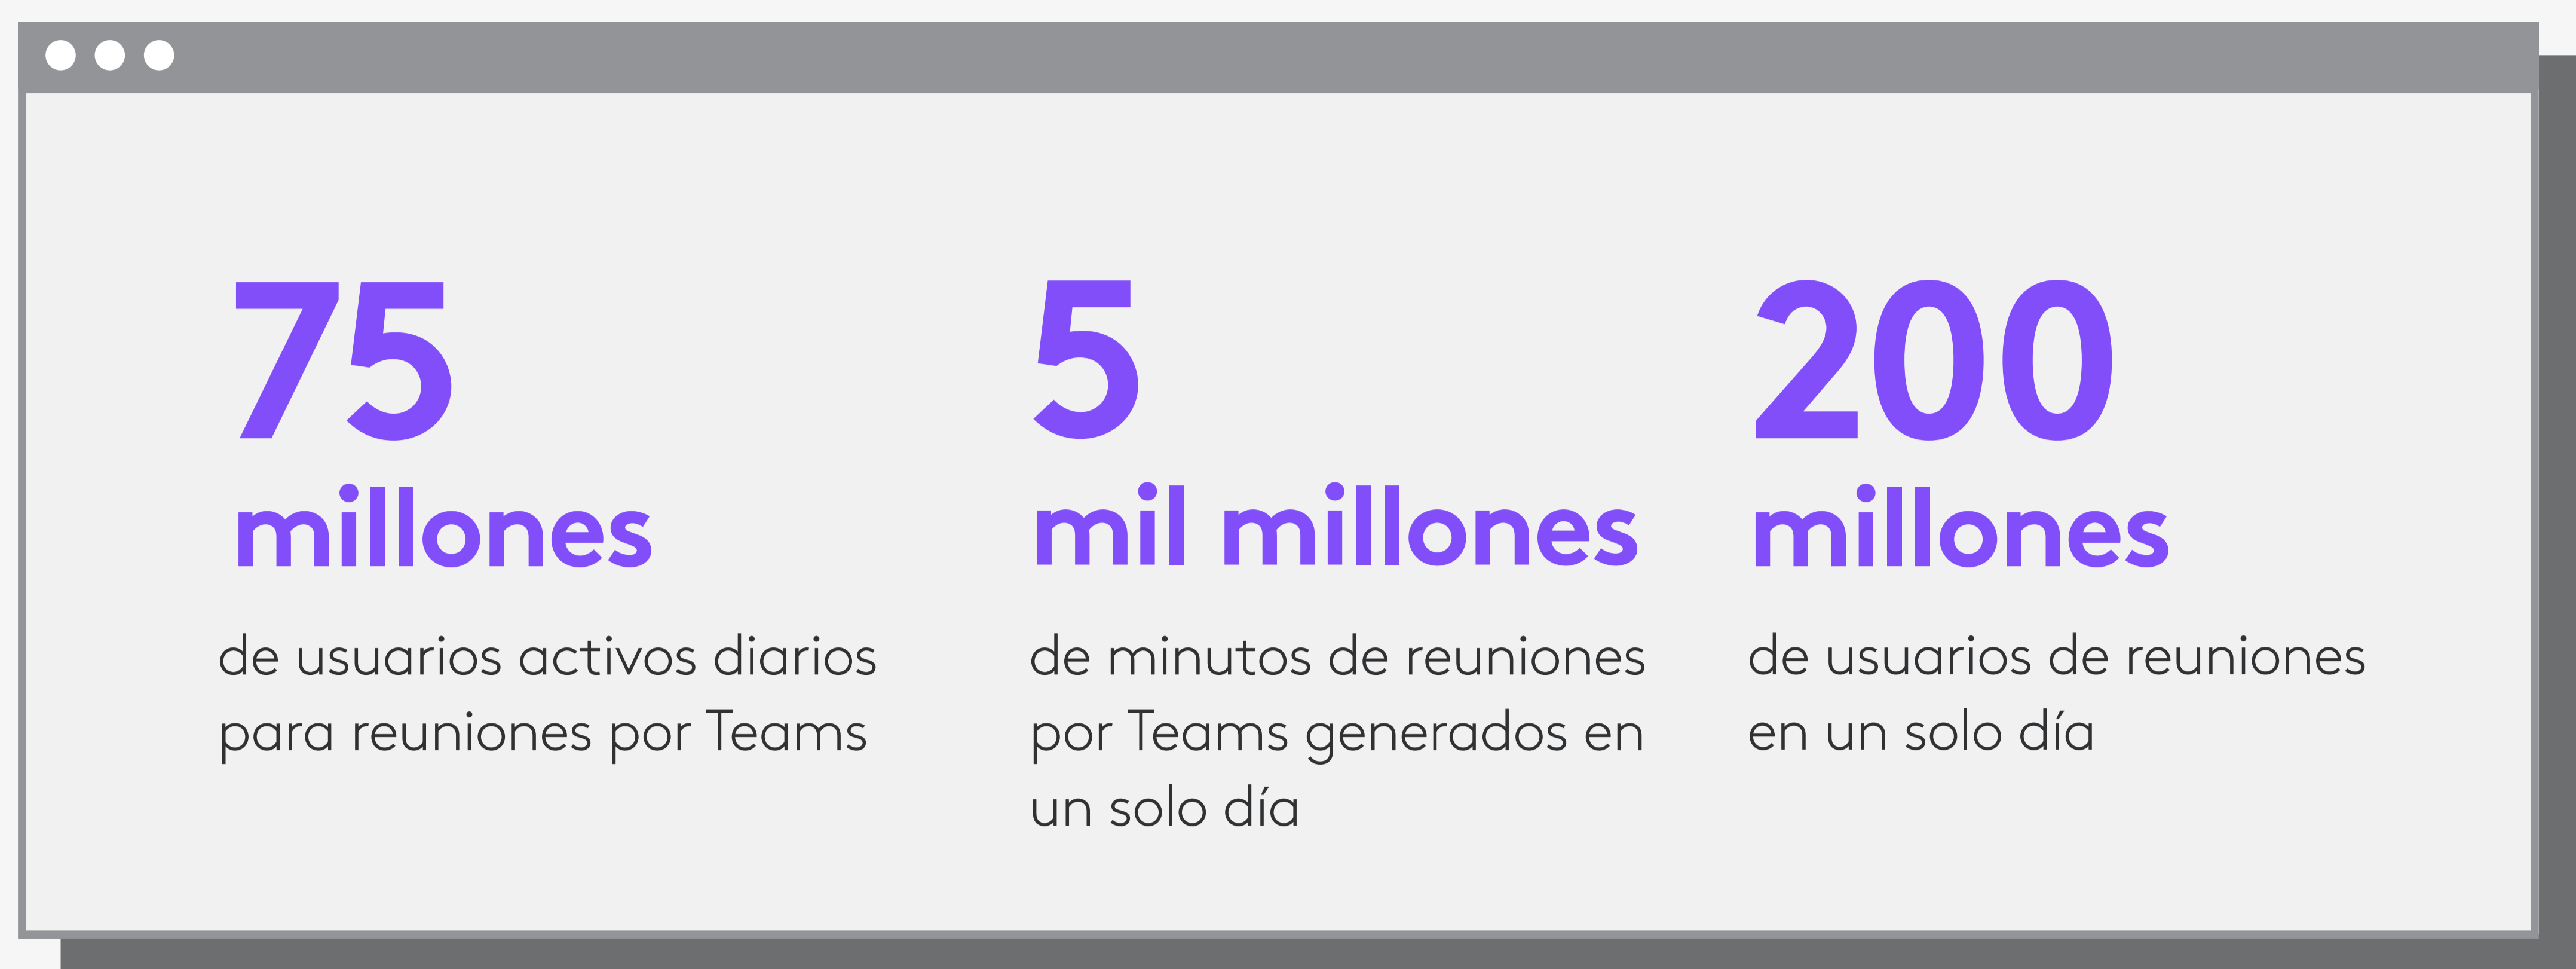 75
millones
de usuarios activos diarios
para reuniones por Teams
5
mil millones
de minutos de reuniones
por Teams generados en
un solo día
200
millones
de usuarios de reuniones
en un solo día